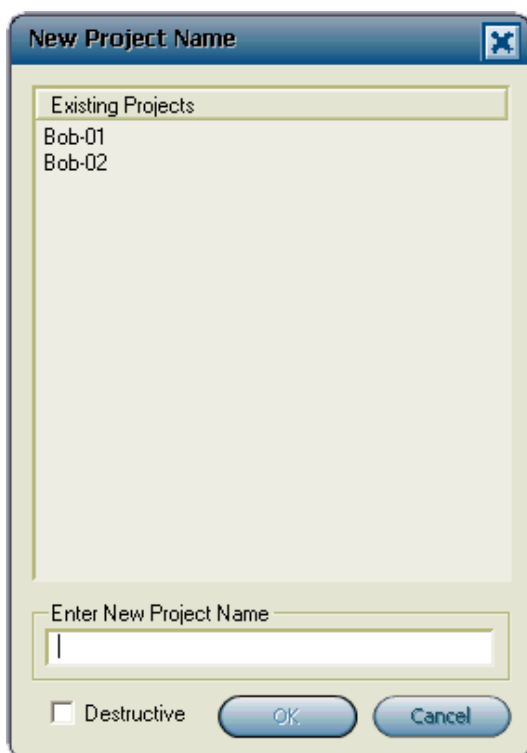 New Project Name
Existing Projects
Bob-01
Bob-02
Enter New Project Name
Destructive OK Cancel